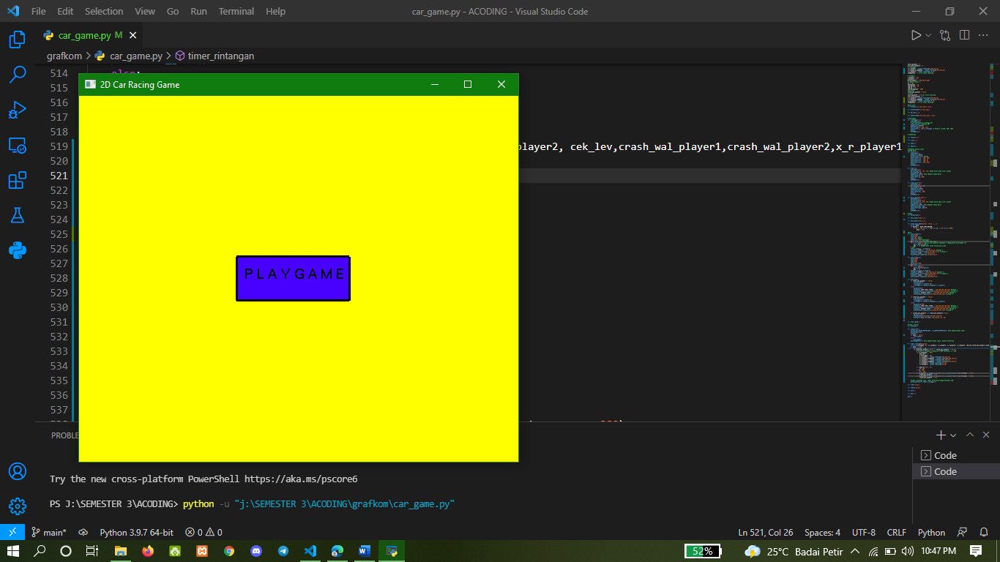 File Edit Selection View Go Run Terminal Help car_game.py - ACODING - Visual Studio Code
car_game.py M
grafkom > car_game.py > timer_rintangan
514 else:
2D Car Racing Game
515
516
517
518
519 player2, cek_lev,crash_wal_player1,crash_wal_player2,x_r_player1
520
521
522
523
524
525
526
527
PLAYGAME
528
529
530
531
532
533
534
535
536
537
PROBLE
Code
Code
Try the new cross-platform PowerShell https://aka.ms/pscore6
PS J:\SEMESTER 3\ACODING> python -u "j:\SEMESTER 3\ACODING\grafkom\car_game.py"
main* Python 3.9.7 64-bit 0 0 Ln 521, Col 26 Spaces: 4 UTF-8 CRLF Python
52% 25°C Badai Petir 10:47 PM